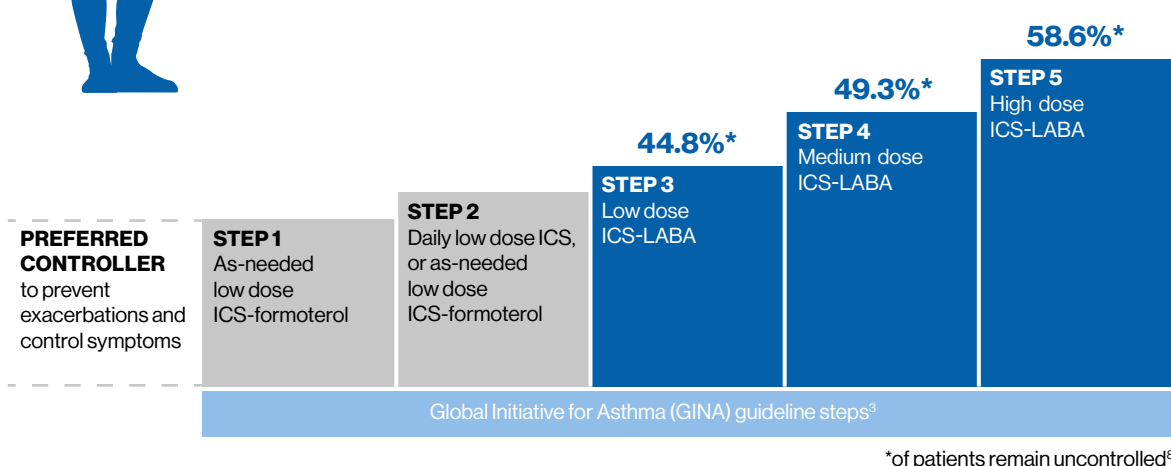 58.6%*
49.3%*
44.8%*
STEP 5
High dose
ICS-LABA
STEP 4
Medium dose
ICS-LABA
STEP 3
Low dose
ICS-LABA
STEP 2
Daily low dose ICS,
or as-needed
low dose
ICS-formoterol
STEP 1
As-needed
low dose
ICS-formoterol
PREFERRED
CONTROLLER
to prevent
exacerbations and
control symptoms
Global Initiative for Asthma (GINA) guideline steps³
*of patients remain uncontrolled